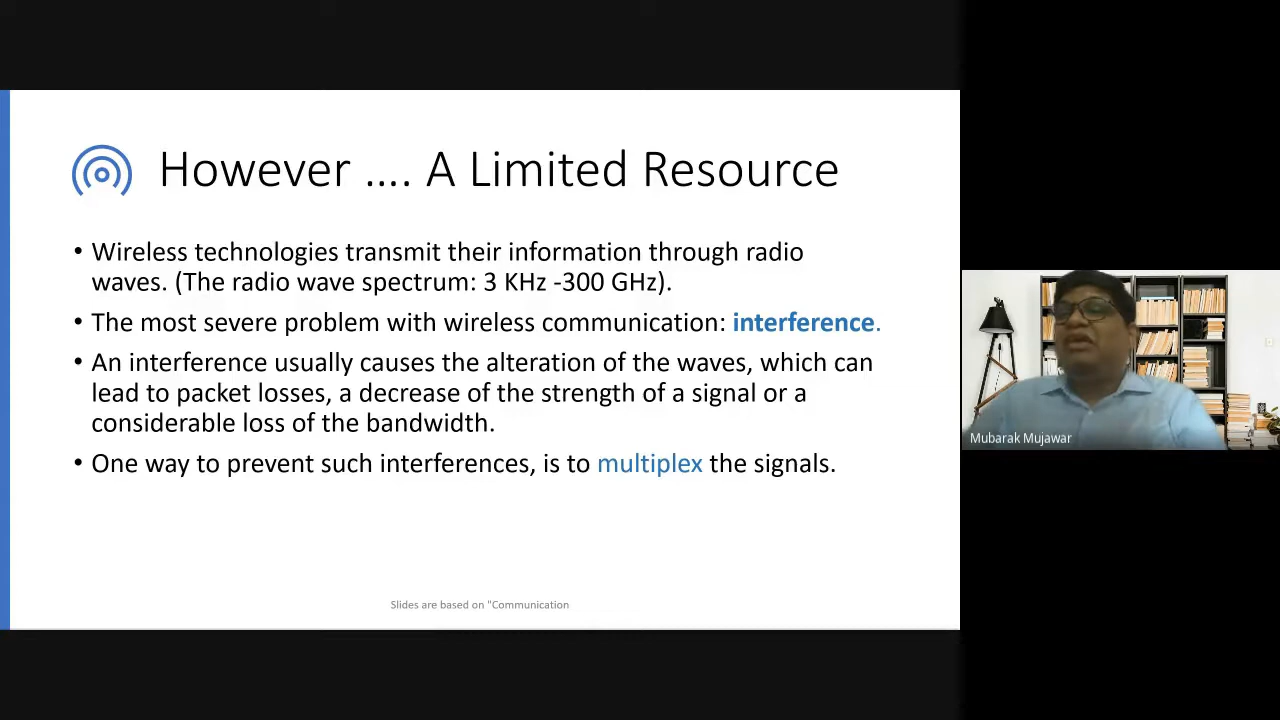 However .... A Limited Resource
• Wireless technologies transmit their information through radio
waves. (The radio wave spectrum: 3 KHz -300 GHz).
• The most severe problem with wireless communication: interference.
• An interference usually causes the alteration of the waves, which can
lead to packet losses, a decrease of the strength of a signal or a
considerable loss of the bandwidth.
• One way to prevent such interferences, is to multiplex the signals.
Slides are based on "Communication
Mubarak Mujawar